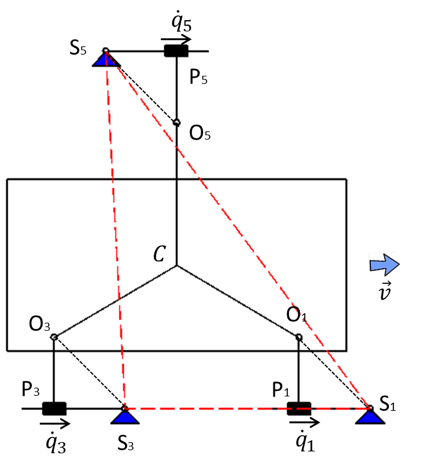 q̇₅
S₅
P₅
O₅
C
v⃗
O₃
O₁
P₃
P₁
S₃
S₁
q̇₃
q̇₁